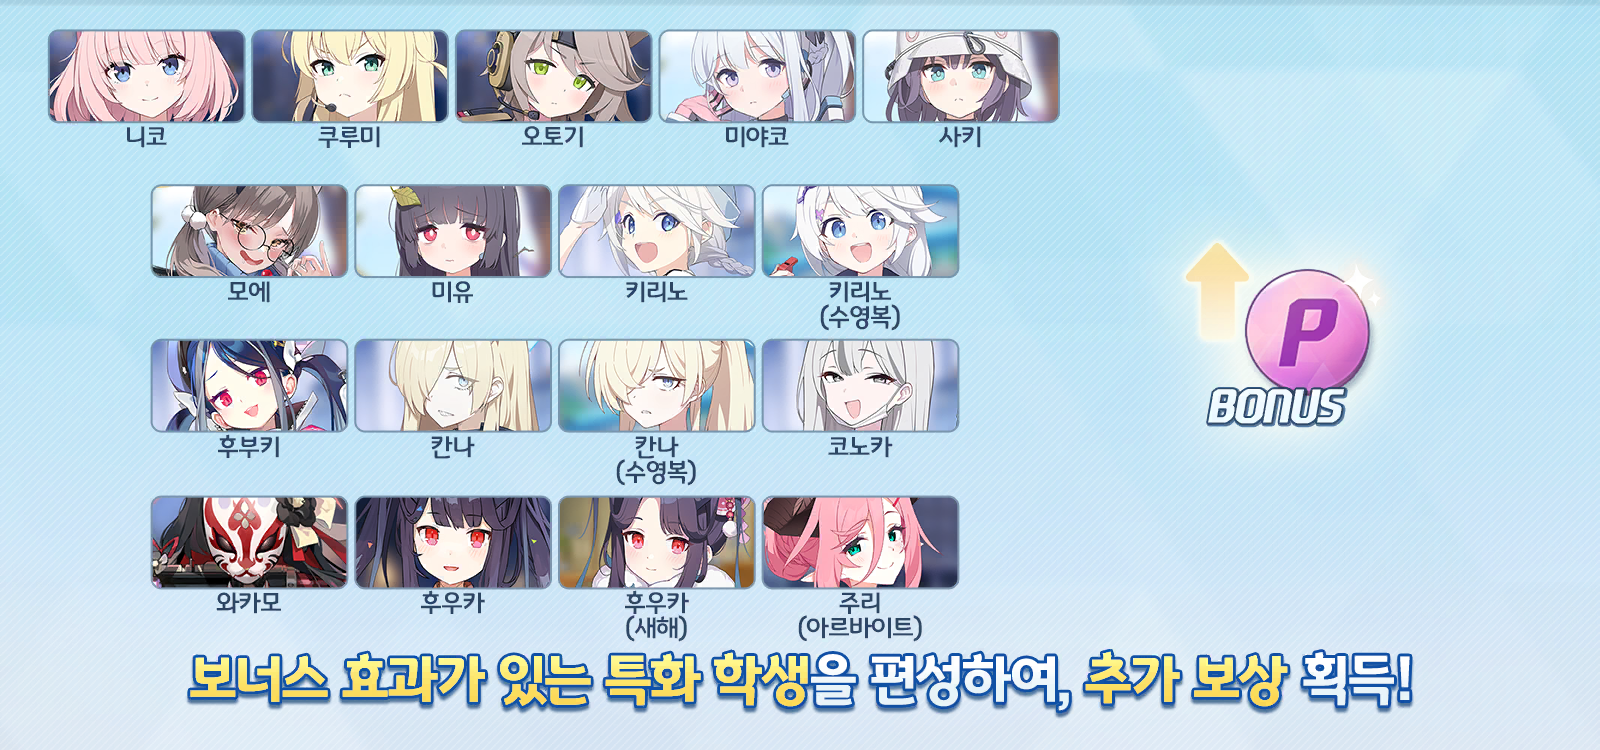 니코 쿠루미 오토기 미야코 사키
모에 미유 키리노 키리노
(수영복)
P
BONUS
후부키 칸나 칸나 코노카
(수영복)
와카모 후우카 후우카 주리
(새해) (아르바이트)
보너스 효과가 있는 특화 학생을 편성하여, 추가 보상 획득!